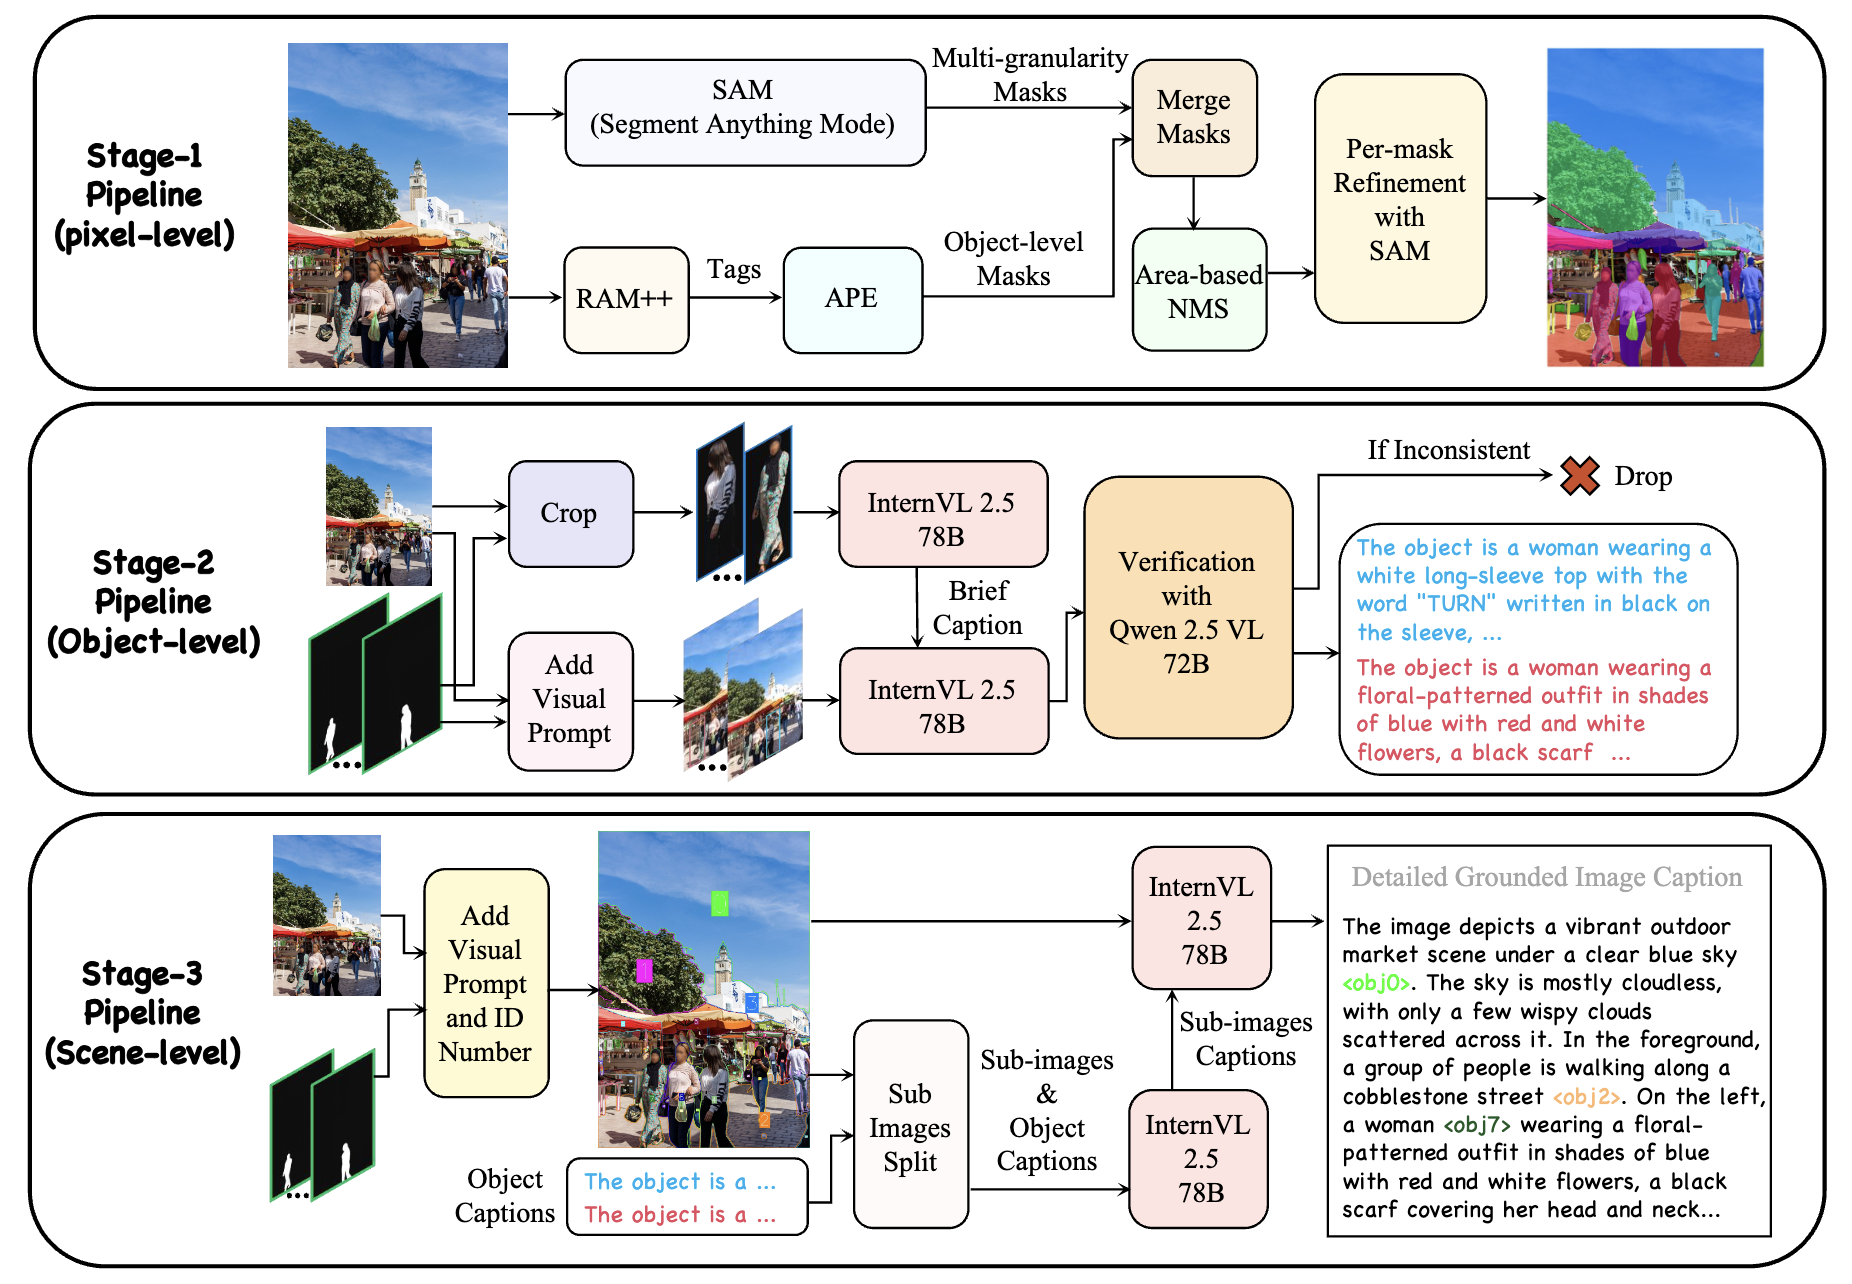 Stage-1
Pipeline
(pixel-level)
SAM
(Segment Anything Mode)
Multi-granularity
Masks
Merge
Masks
RAM++
Tags
APE
Object-level
Masks
Area-based
NMS
Per-mask
Refinement
with
SAM
Stage-2
Pipeline
(Object-level)
Crop
Add
Visual
Prompt
InternVL 2.5
78B
Brief
Caption
InternVL 2.5
78B
Verification
with
Qwen 2.5 VL
72B
If Inconsistent
Drop
The object is a woman wearing a
white long-sleeve top with the
word "TURN" written in black on
the sleeve, ...
The object is a woman wearing a
floral-patterned outfit in shades
of blue with red and white
flowers, a black scarf ...
Stage-3
Pipeline
(Scene-level)
Add
Visual
Prompt
and ID
Number
3
2
Object
Captions
The object is a ...
The object is a ...
Sub
Images
Split
Sub-images
&
Object
Captions
InternVL
2.5
78B
Sub-images
Captions
InternVL
2.5
78B
Detailed Grounded Image Caption
The image depicts a vibrant outdoor
market scene under a clear blue sky
<obj0>. The sky is mostly cloudless,
with only a few wispy clouds
scattered across it. In the foreground,
a group of people is walking along a
cobblestone street <obj2>. On the left,
a woman <obj7> wearing a floral-
patterned outfit in shades of blue
with red and white flowers, a black
scarf covering her head and neck...